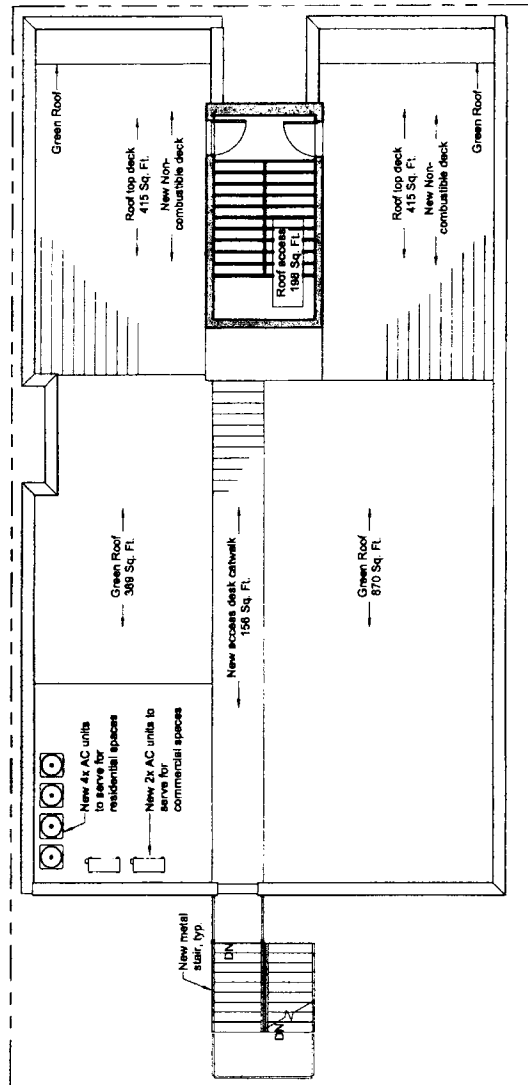 Green Roof
Roof top deck
415 Sq. Ft.
New Non-
combustible deck
Roof access
198 Sq. Ft.
Roof top deck
415 Sq. Ft.
New Non-
combustible deck
Green Roof
Green Roof
389 Sq. Ft.
New access desk catwalk
156 Sq. Ft.
Green Roof
870 Sq. Ft.
New 4x AC units
to serve for
residential spaces
New 2x AC units to
serve for
commercial spaces
New metal
stair, typ.
DN
DN